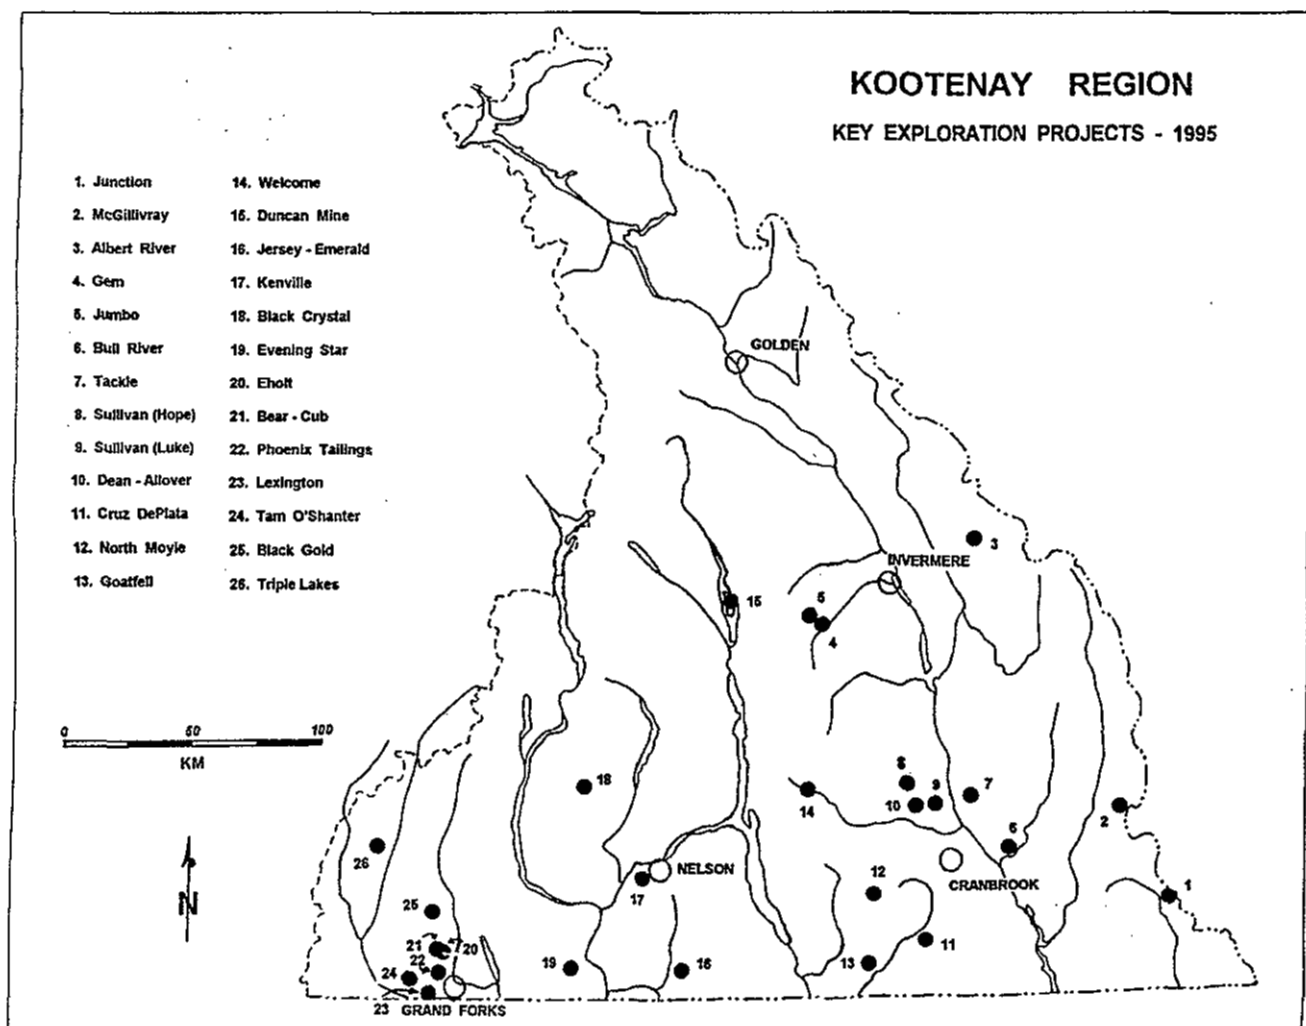 KOOTENAY REGION
KEY EXPLORATION PROJECTS - 1995
1. Junction
2. McGillivray
3. Albert River
4. Gem
5. Jumbo
6. Bull River
7. Tackle
8. Sullivan (Hope)
9. Sullivan (Luke)
10. Dean - Allover
11. Cruz DePlata
12. North Moyie
13. Goatfell
14. Welcome
15. Duncan Mine
16. Jersey - Emerald
17. Kenville
18. Black Crystal
19. Evening Star
20. Eholt
21. Bear - Cub
22. Phoenix Tailings
23. Lexington
24. Tam O'Shanter
25. Black Gold
26. Triple Lakes
GOLDEN
3
INVERMERE
15
5
4
0 50 100
KM
18
8
9
7
10
14
2
6
26
N
NELSON
17
CRANBROOK
12
1
25
21
20
11
22
24
19
16
13
23 GRAND FORKS